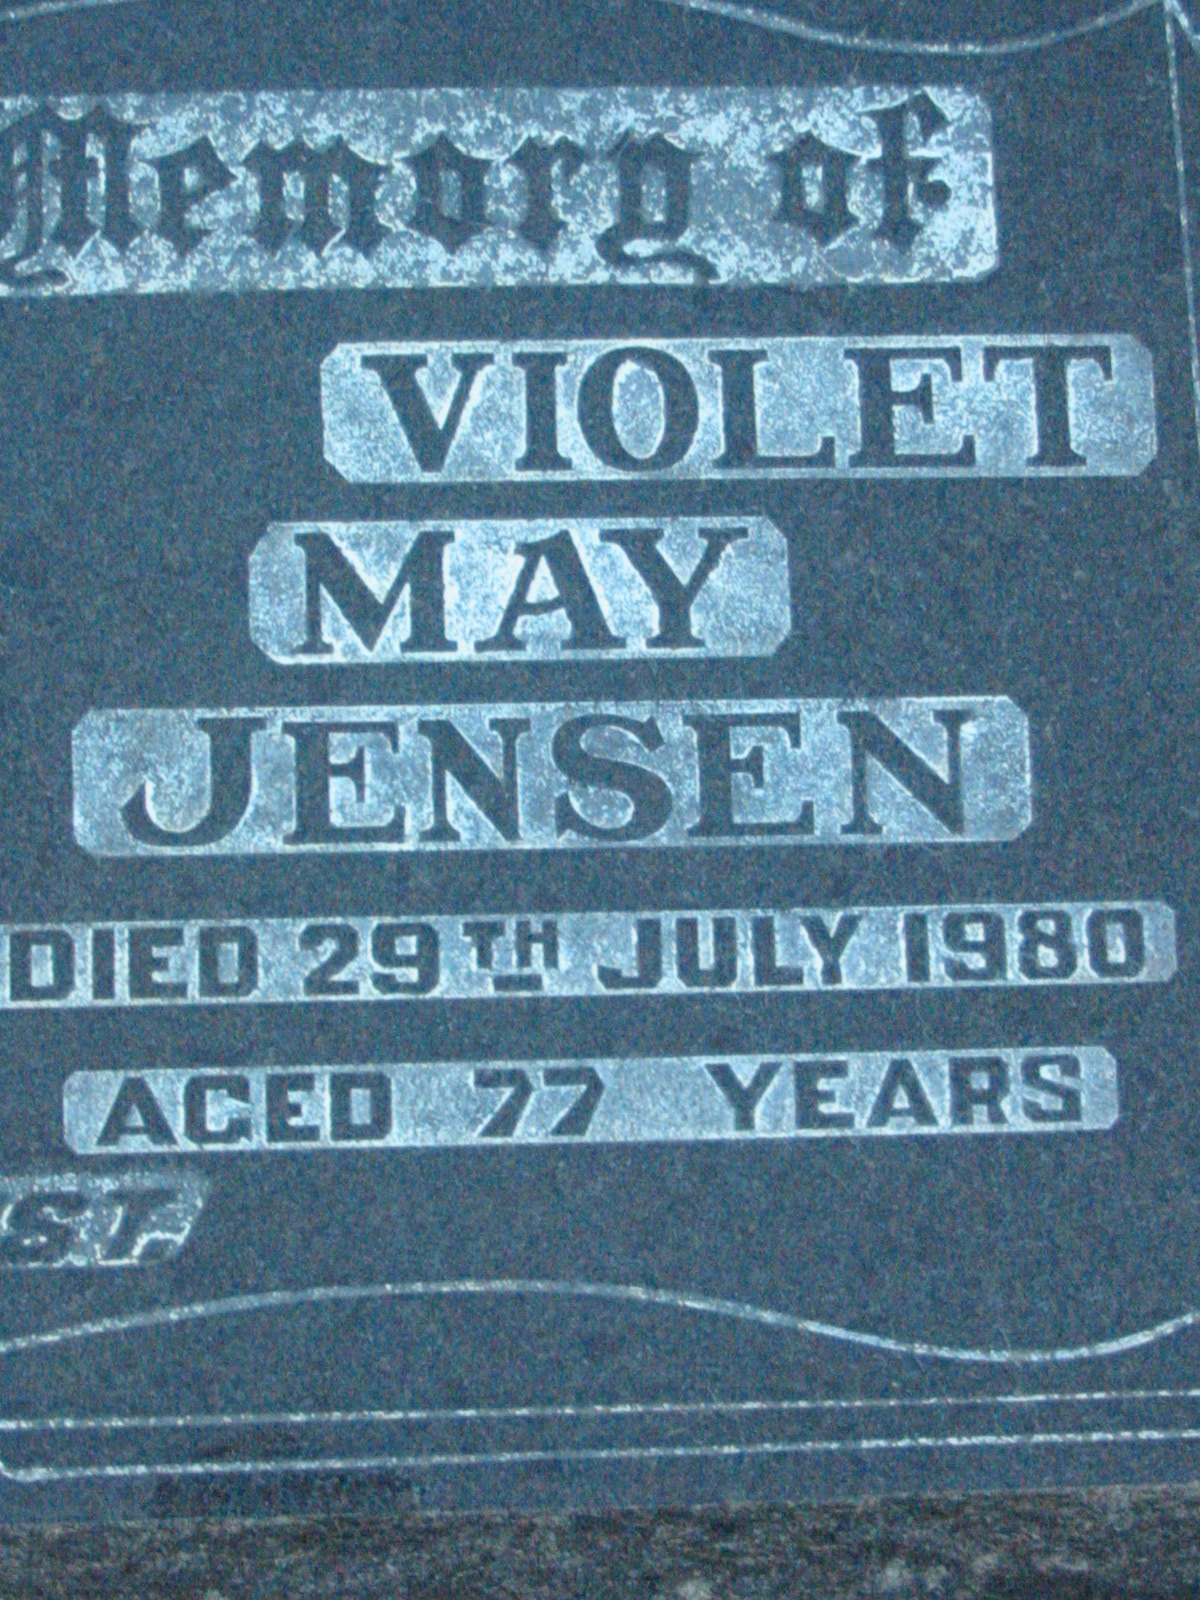 Memory of
VIOLET
MAY
JENSEN
DIED 29TH JULY 1980
AGED 77 YEARS